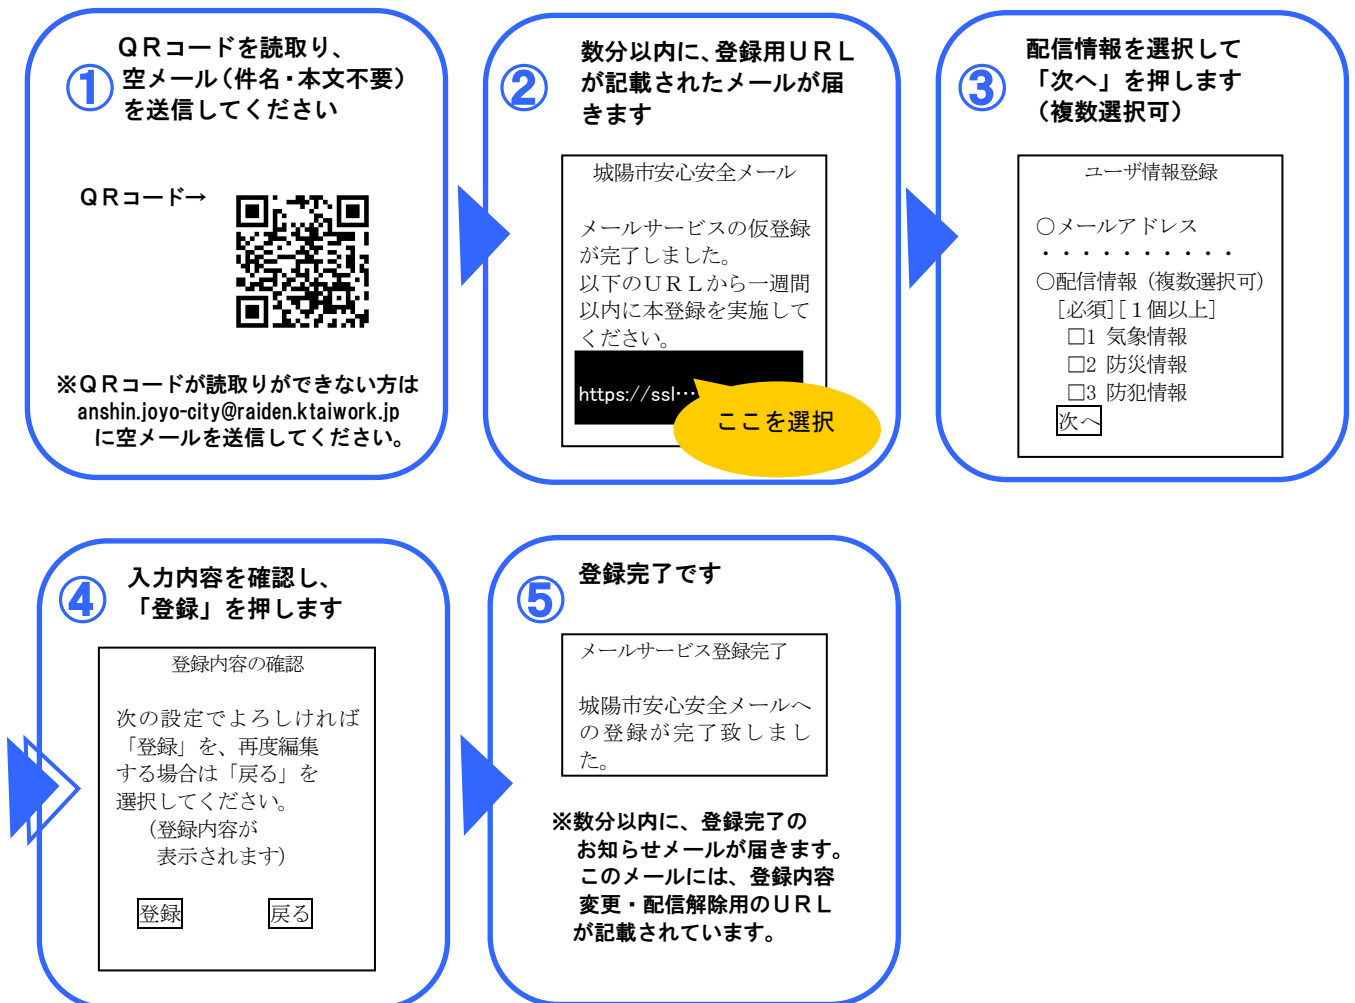 ①
ＱＲコードを読取り、
空メール（件名・本文不要）
を送信してください
ＱＲコード→
※ＱＲコードが読取りができない方は
anshin.joyo-city@raiden.ktaiwork.jp
に空メールを送信してください。
②
数分以内に、登録用ＵＲＬ
が記載されたメールが届
きます
城陽市安心安全メール
メールサービスの仮登録
が完了しました。
以下のＵＲＬから一週間
以内に本登録を実施して
ください。
https://ssl…
ここを選択
③
配信情報を選択して
「次へ」を押します
（複数選択可）
ユーザ情報登録
○メールアドレス
・・・・・・・・・・
○配信情報（複数選択可）
［必須］［１個以上］
□1 気象情報
□2 防災情報
□3 防犯情報
次へ
④
入力内容を確認し、
「登録」を押します
登録内容の確認
次の設定でよろしければ
「登録」を、再度編集
する場合は「戻る」を
選択してください。
（登録内容が
表示されます）
登録 戻る
⑤
登録完了です
メールサービス登録完了
城陽市安心安全メールへ
の登録が完了致しまし
た。
※数分以内に、登録完了の
お知らせメールが届きます。
このメールには、登録内容
変更・配信解除用のＵＲＬ
が記載されています。